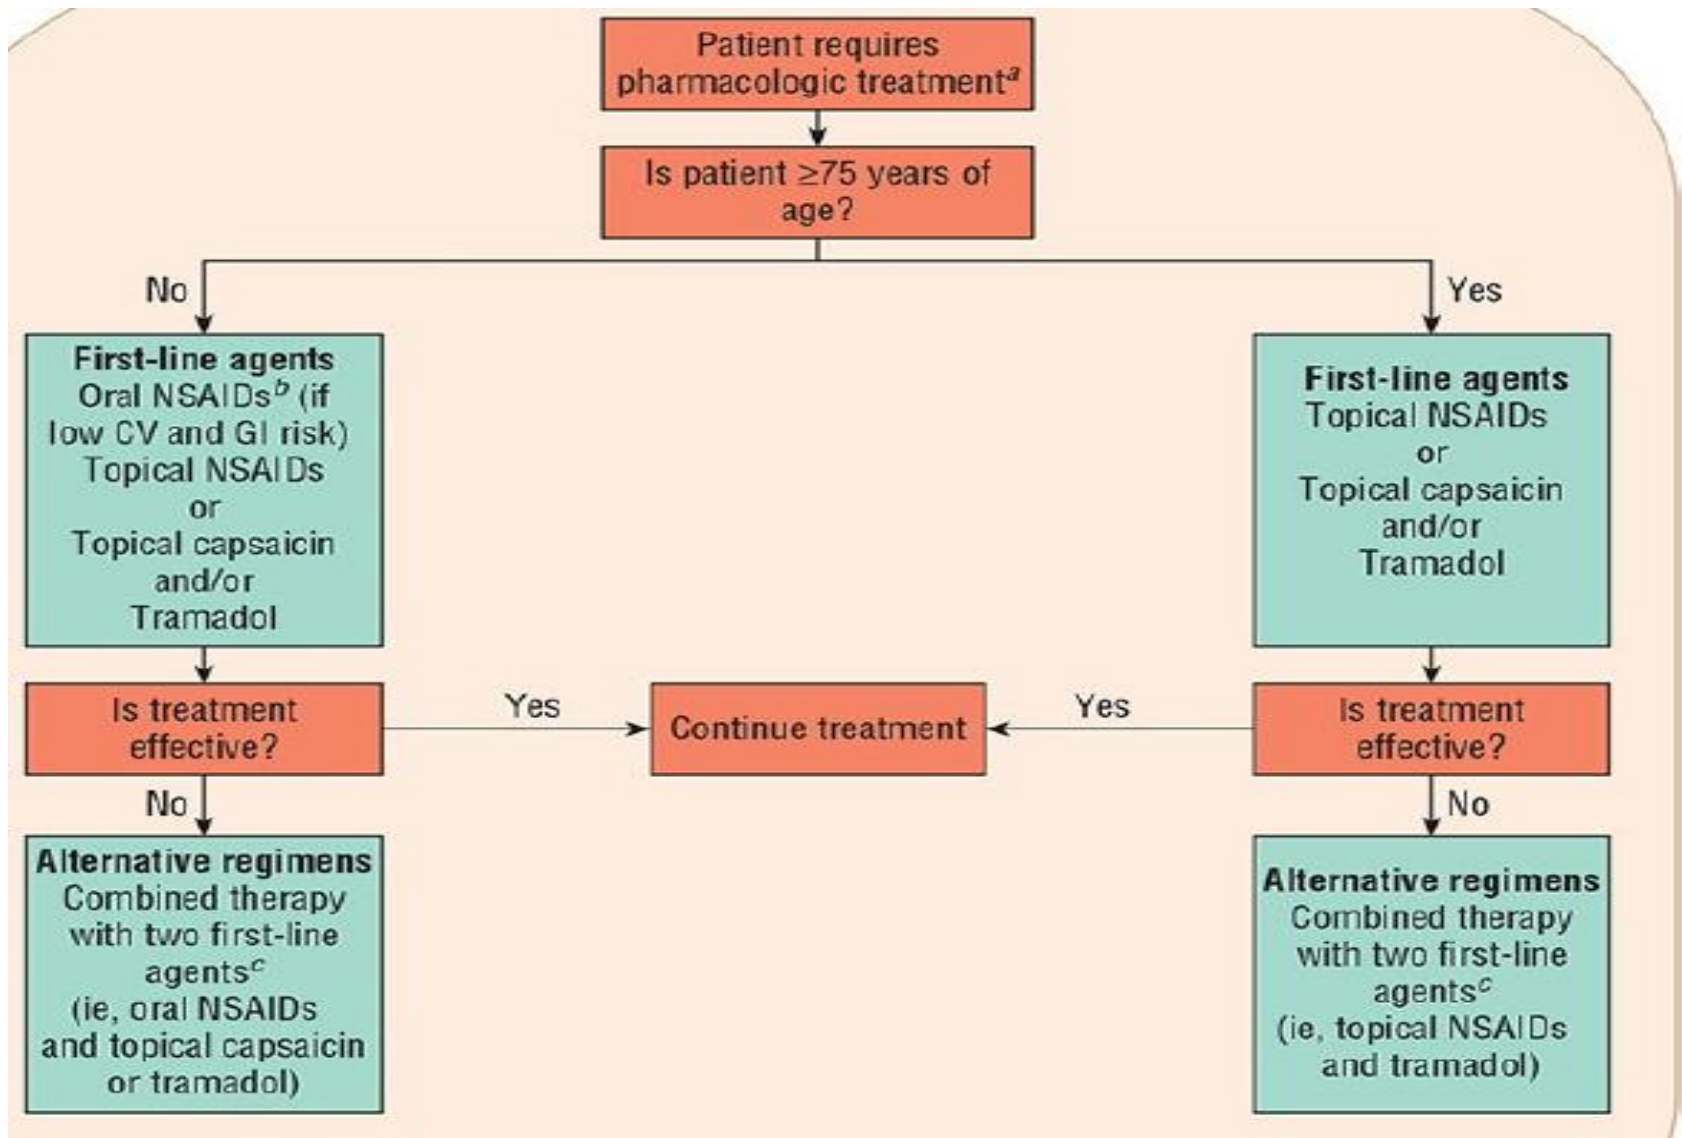 Patient requires
pharmacologic treatmentᵃ
Is patient ≥75 years of
age?
No
Yes
First-line agents
Oral NSAIDsᵇ (if
low CV and GI risk)
Topical NSAIDs
or
Topical capsaicin
and/or
Tramadol
First-line agents
Topical NSAIDs
or
Topical capsaicin
and/or
Tramadol
Is treatment
effective?
Yes
Continue treatment
Yes
Is treatment
effective?
No
No
Alternative regimens
Combined therapy
with two first-line
agentsᶜ
(ie, oral NSAIDs
and topical capsaicin
or tramadol)
Alternative regimens
Combined therapy
with two first-line
agentsᶜ
(ie, topical NSAIDs
and tramadol)